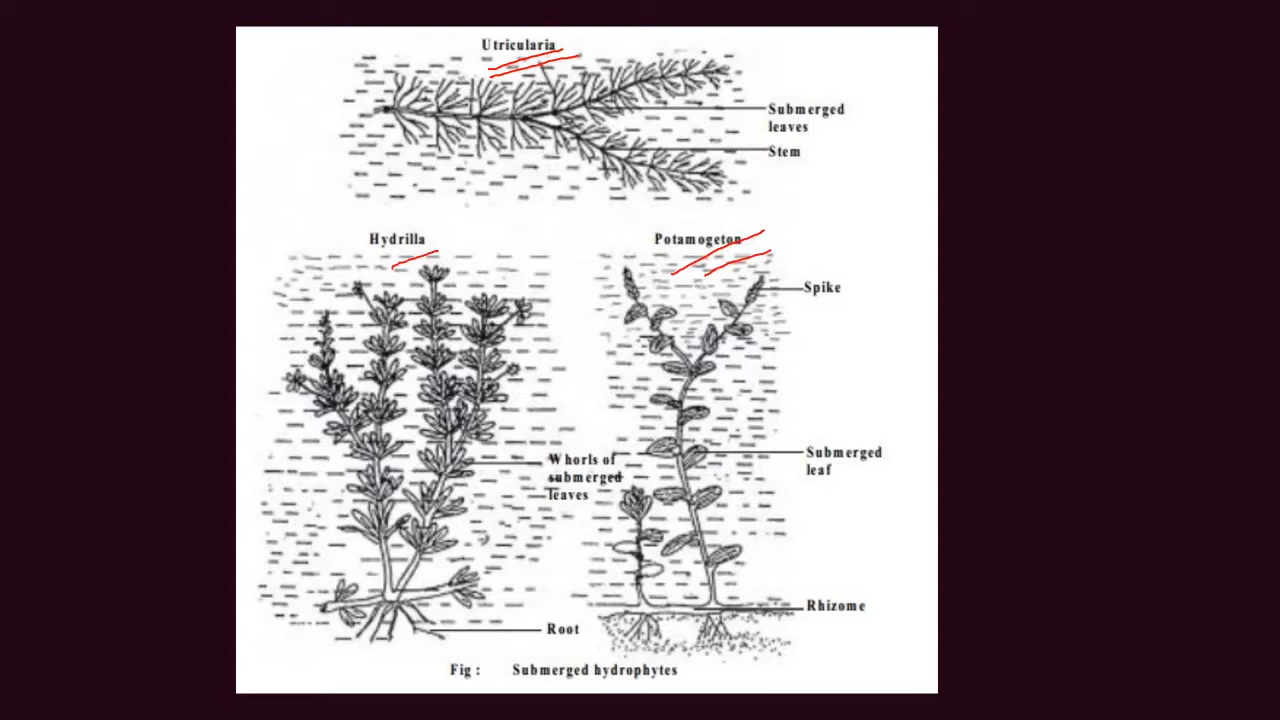 Utricularia
Submerged
leaves
Stem
Hydrilla
Potamogeton
Spike
Whorls of
submerged
leaves
Submerged
leaf
Rhizome
Root
Fig : Submerged hydrophytes